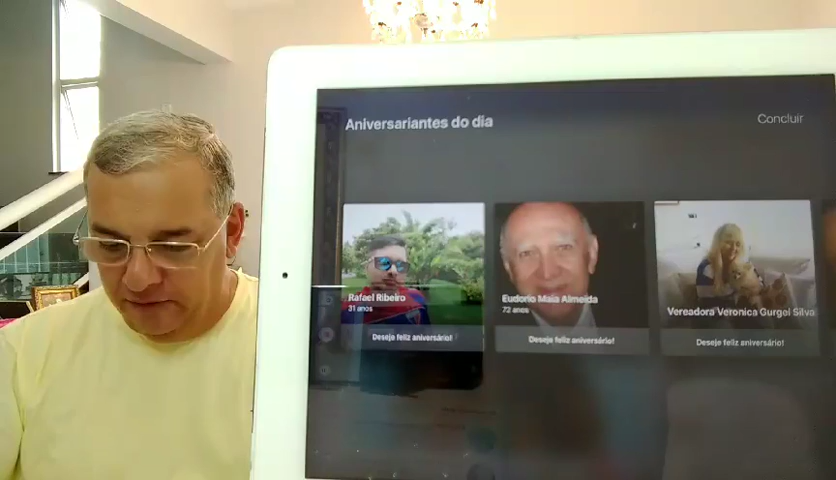 Aniversariantes do dia
Concluir
Rafael Ribeiro
31 anos
Deseje feliz aniversário!
Eudorio Maia Almeida
72 anos
Deseje feliz aniversário!
Vereadora Veronica Gurgel Silva
Deseje feliz aniversário!